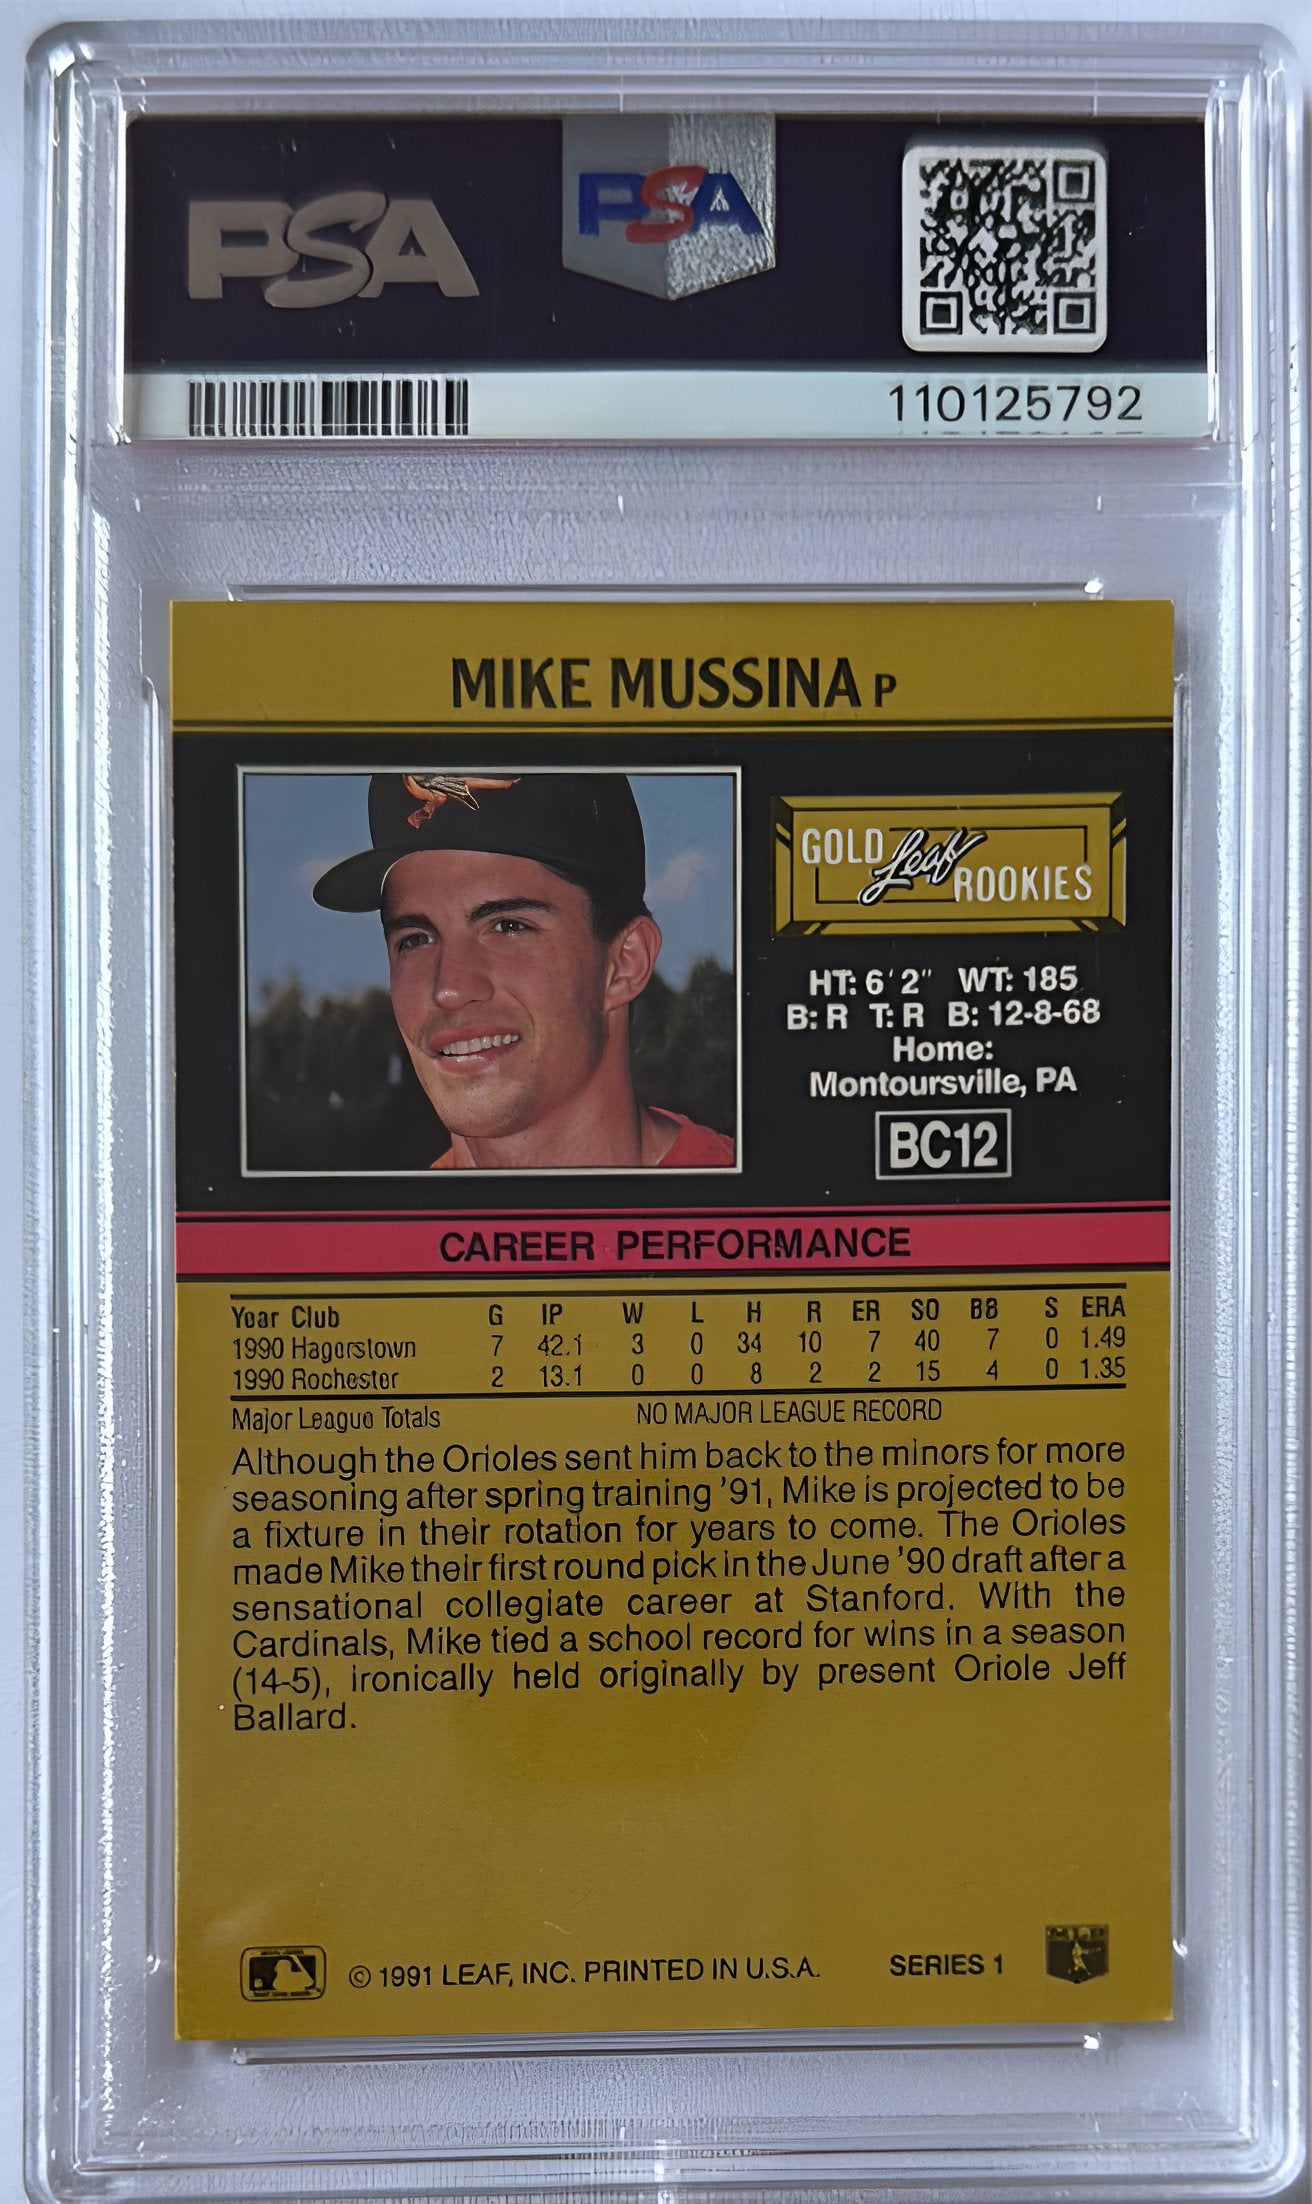 PSA
PSA
110125792
MIKE MUSSINA P
GOLD Leaf ROOKIES
HT: 6' 2" WT: 185
B: R T: R B: 12-8-68
Home:
Montoursville, PA
BC12
CAREER PERFORMANCE
Year Club G IP W L H R ER SO BB S ERA
1990 Hagerstown 7 42.1 3 0 34 10 7 40 7 0 1.49
1990 Rochester 2 13.1 0 0 8 2 2 15 4 0 1.35
Major League Totals NO MAJOR LEAGUE RECORD
Although the Orioles sent him back to the minors for more
seasoning after spring training '91, Mike is projected to be
a fixture in their rotation for years to come. The Orioles
made Mike their first round pick in the June '90 draft after a
sensational collegiate career at Stanford. With the
Cardinals, Mike tied a school record for wins in a season
(14-5), ironically held originally by present Oriole Jeff
Ballard.
© 1991 LEAF, INC. PRINTED IN U.S.A. SERIES 1